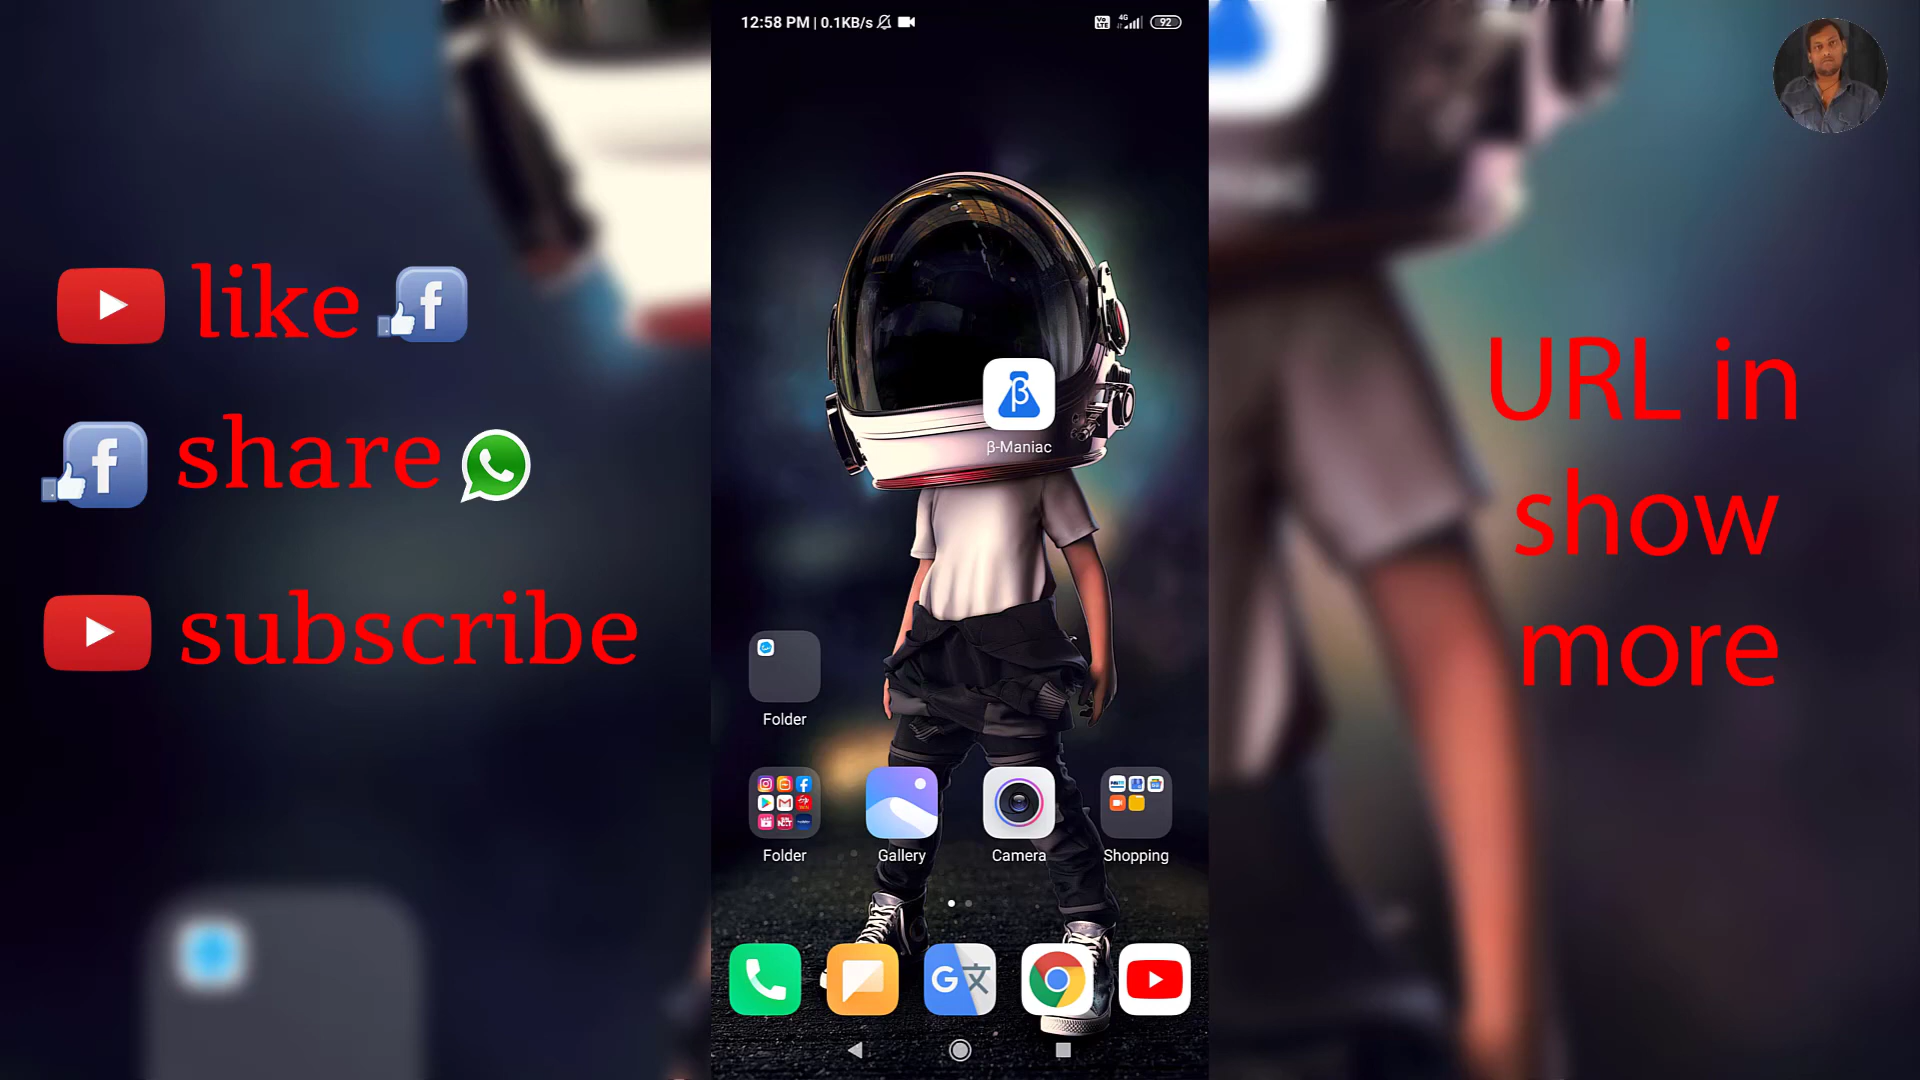 12:58 PM | 0.1KB/s
4G
92
like
share
subscribe
URL in
show
more
β-Maniac
Folder
Folder
Gallery
Camera
Shopping